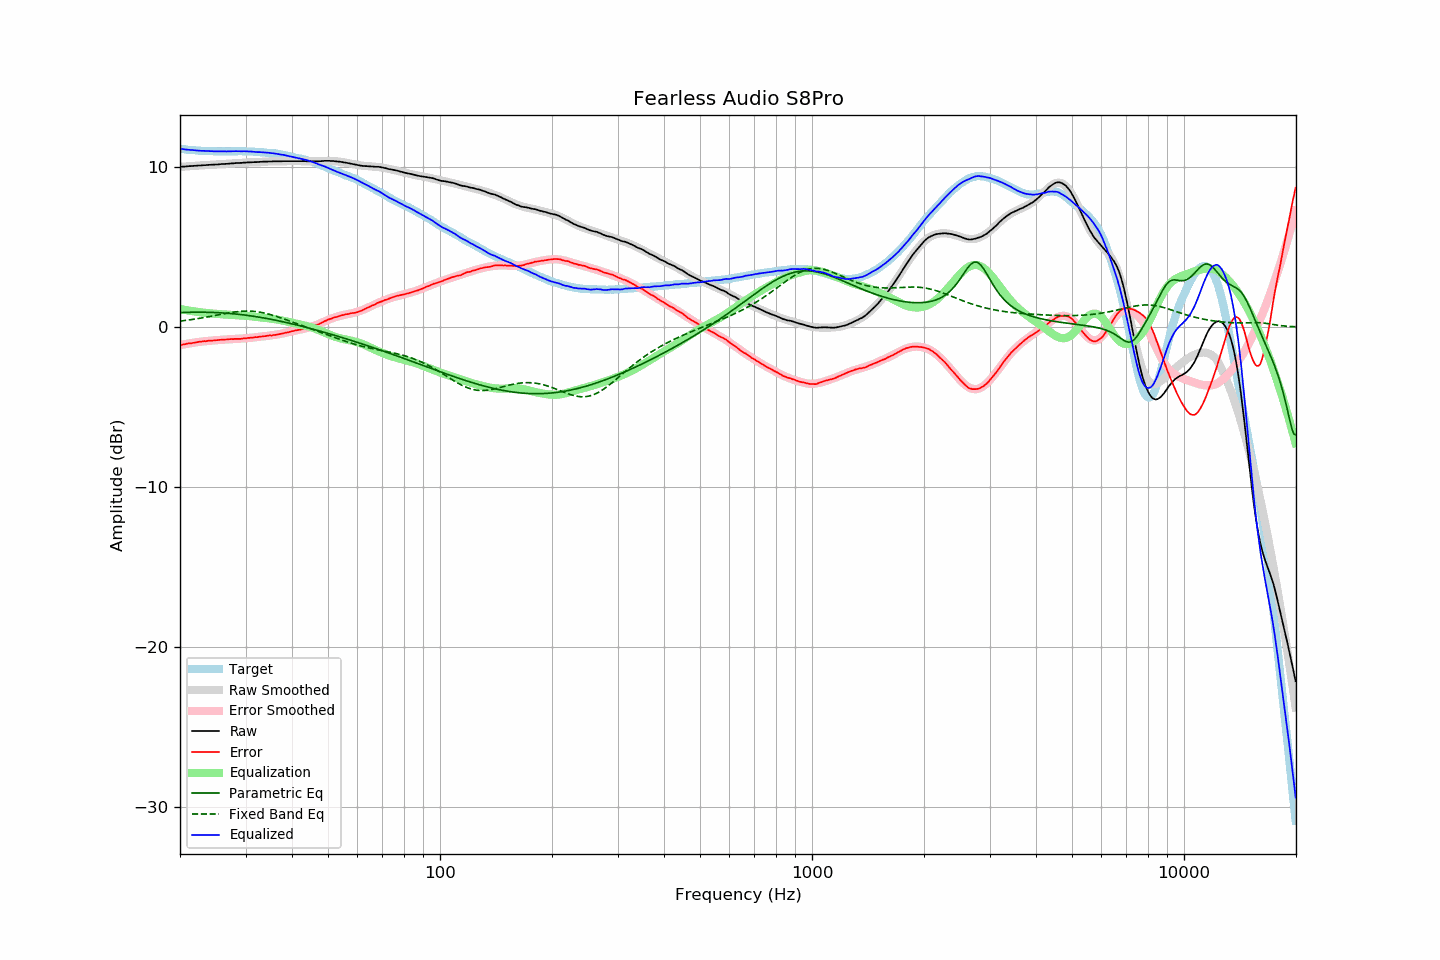 Fearless Audio S8Pro
10
0
−10
−20
−30
Amplitude (dBr)
100
1000
10000
Frequency (Hz)
Target
Raw Smoothed
Error Smoothed
Raw
Error
Equalization
Parametric Eq
Fixed Band Eq
Equalized